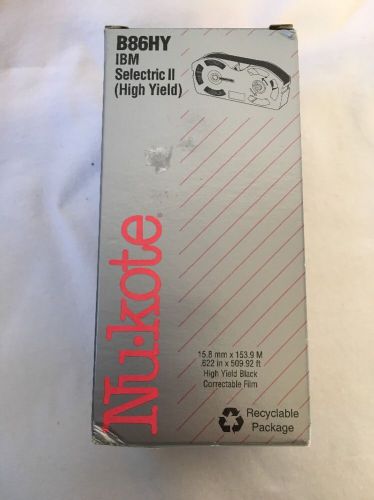 B86HY
IBM
Selectric II
(High Yield)
Nu·kote®
15.8 mm x 153.9 M
.622 in x 509.92 ft
High Yield Black
Correctable Film
Recyclable
Package